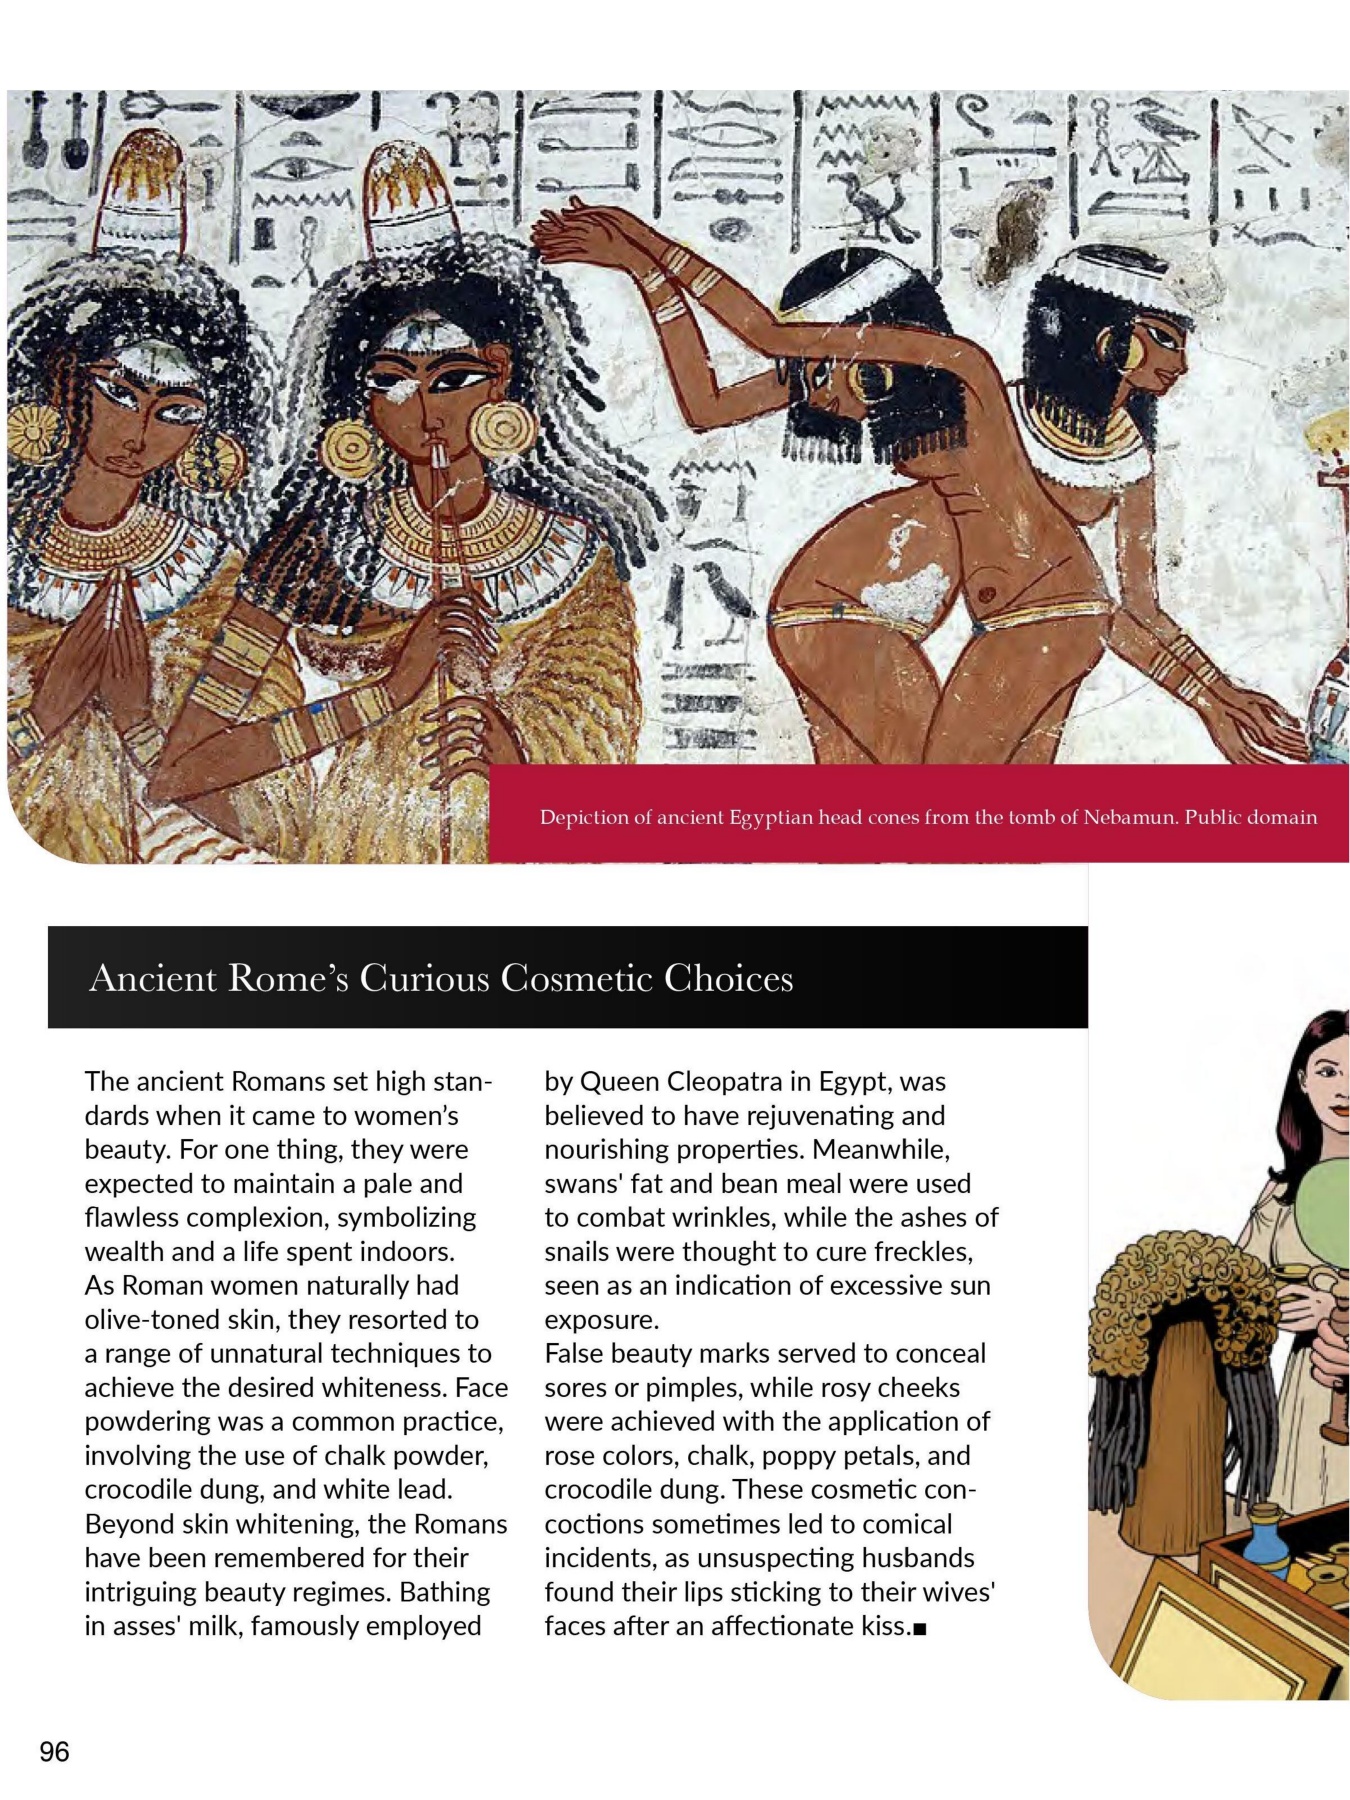 Depiction of ancient Egyptian head cones from the tomb of Nebamun. Public domain
Ancient Rome’s Curious Cosmetic Choices
The ancient Romans set high stan-
dards when it came to women’s
beauty. For one thing, they were
expected to maintain a pale and
flawless complexion, symbolizing
wealth and a life spent indoors.
As Roman women naturally had
olive-toned skin, they resorted to
a range of unnatural techniques to
achieve the desired whiteness. Face
powdering was a common practice,
involving the use of chalk powder,
crocodile dung, and white lead.
Beyond skin whitening, the Romans
have been remembered for their
intriguing beauty regimes. Bathing
in asses' milk, famously employed
by Queen Cleopatra in Egypt, was
believed to have rejuvenating and
nourishing properties. Meanwhile,
swans' fat and bean meal were used
to combat wrinkles, while the ashes of
snails were thought to cure freckles,
seen as an indication of excessive sun
exposure.
False beauty marks served to conceal
sores or pimples, while rosy cheeks
were achieved with the application of
rose colors, chalk, poppy petals, and
crocodile dung. These cosmetic con-
coctions sometimes led to comical
incidents, as unsuspecting husbands
found their lips sticking to their wives'
faces after an affectionate kiss.■
96